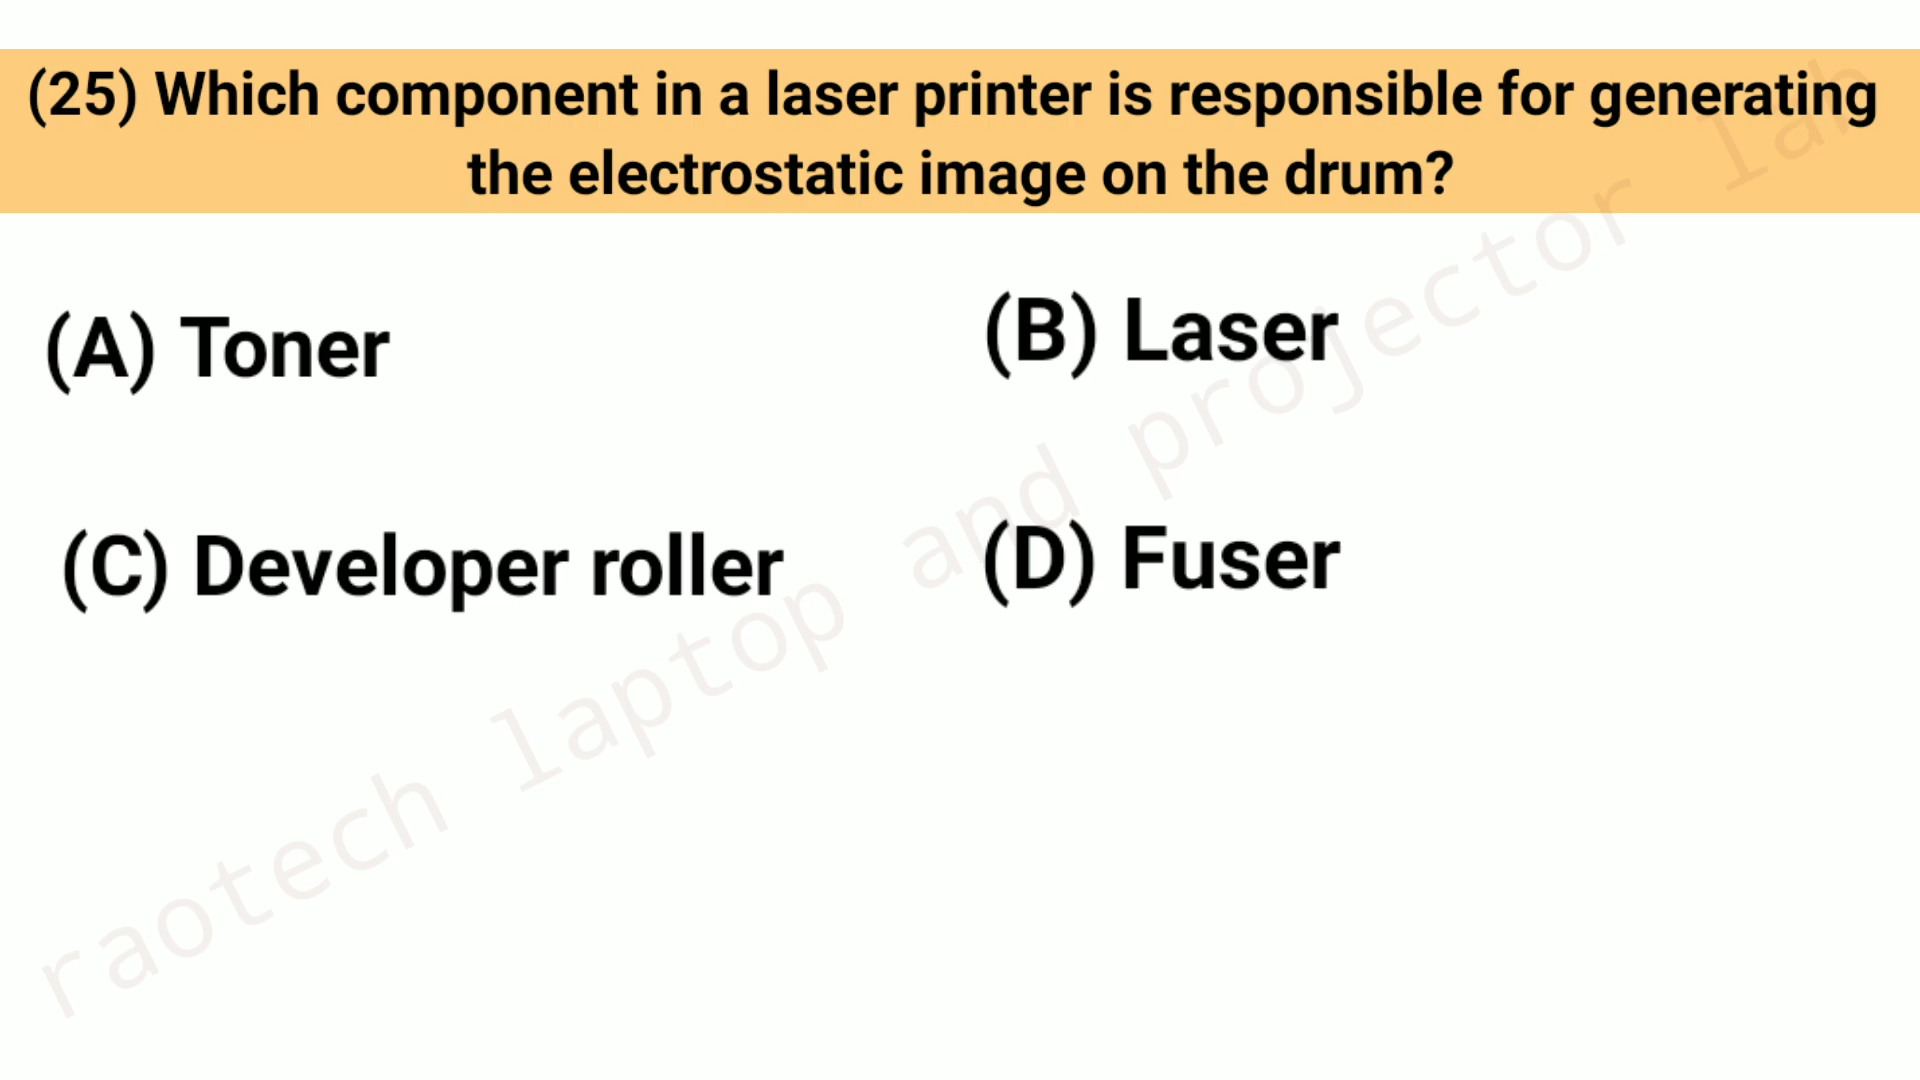 (25) Which component in a laser printer is responsible for generating
the electrostatic image on the drum?
(A) Toner
(B) Laser
(C) Developer roller
(D) Fuser
raotech laptop and projector lab